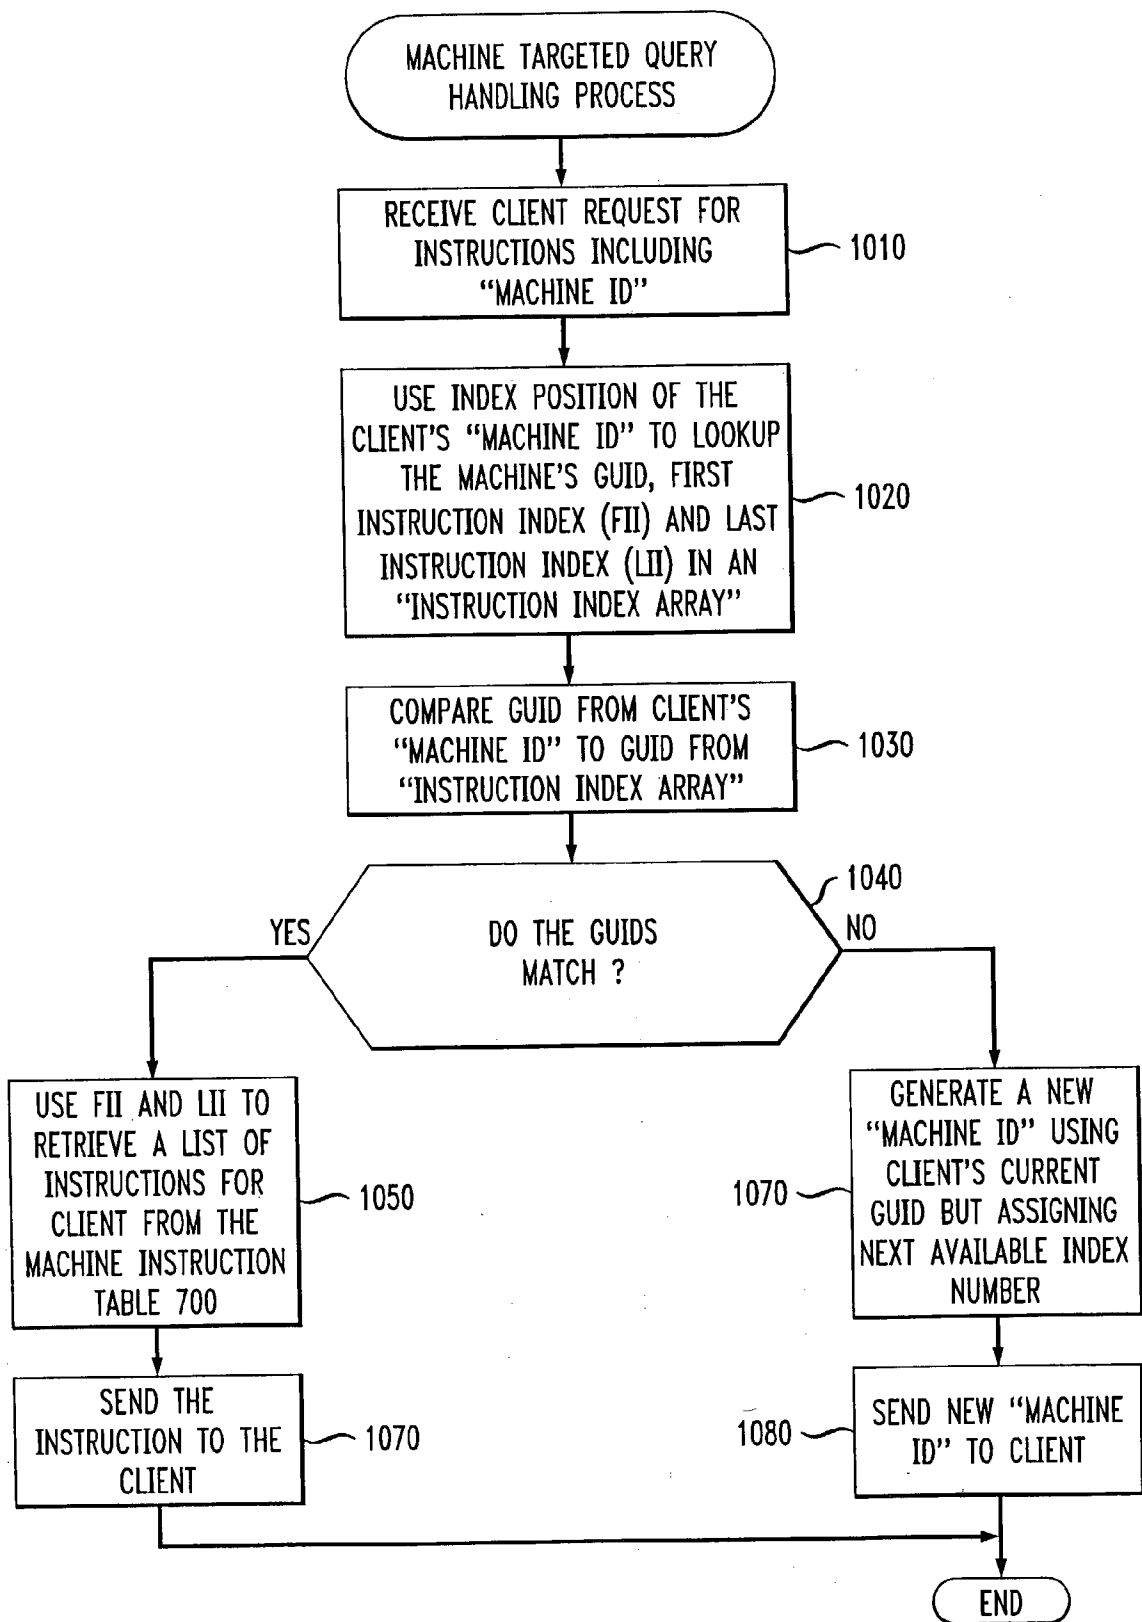 MACHINE TARGETED QUERY
HANDLING PROCESS
RECEIVE CLIENT REQUEST FOR
INSTRUCTIONS INCLUDING
“MACHINE ID”
1010
USE INDEX POSITION OF THE
CLIENT'S “MACHINE ID” TO LOOKUP
THE MACHINE'S GUID, FIRST
INSTRUCTION INDEX (FII) AND LAST
INSTRUCTION INDEX (LII) IN AN
“INSTRUCTION INDEX ARRAY”
1020
COMPARE GUID FROM CLIENT'S
“MACHINE ID” TO GUID FROM
“INSTRUCTION INDEX ARRAY”
1030
1040
YES
DO THE GUIDS
MATCH ?
NO
USE FII AND LII TO
RETRIEVE A LIST OF
INSTRUCTIONS FOR
CLIENT FROM THE
MACHINE INSTRUCTION
TABLE 700
1050
1070
GENERATE A NEW
“MACHINE ID” USING
CLIENT'S CURRENT
GUID BUT ASSIGNING
NEXT AVAILABLE INDEX
NUMBER
SEND THE
INSTRUCTION TO THE
CLIENT
1070
1080
SEND NEW “MACHINE
ID” TO CLIENT
END